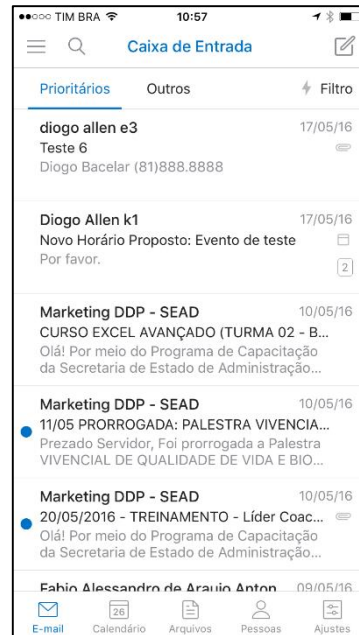 TIM BRA 10:57
Caixa de Entrada
Prioritários Outros Filtro
diogo allen e3 17/05/16
Teste 6
Diogo Bacelar (81)888.8888
Diogo Allen k1 17/05/16
Novo Horário Proposto: Evento de teste
Por favor. 2
Marketing DDP - SEAD 10/05/16
CURSO EXCEL AVANÇADO (TURMA 02 - B...
Olá! Por meio do Programa de Capacitação
da Secretaria de Estado de Administração...
Marketing DDP - SEAD 10/05/16
11/05 PRORROGADA: PALESTRA VIVENCIA...
Prezado Servidor, Foi prorrogada a Palestra
VIVENCIAL DE QUALIDADE DE VIDA E BIO...
Marketing DDP - SEAD 10/05/16
20/05/2016 - TREINAMENTO - Líder Coac...
Olá! Por meio do Programa de Capacitação
da Secretaria de Estado de Administração...
Fabio Alessandro de Araujo Anton 09/05/16
26
E-mail Calendário Arquivos Pessoas Ajustes